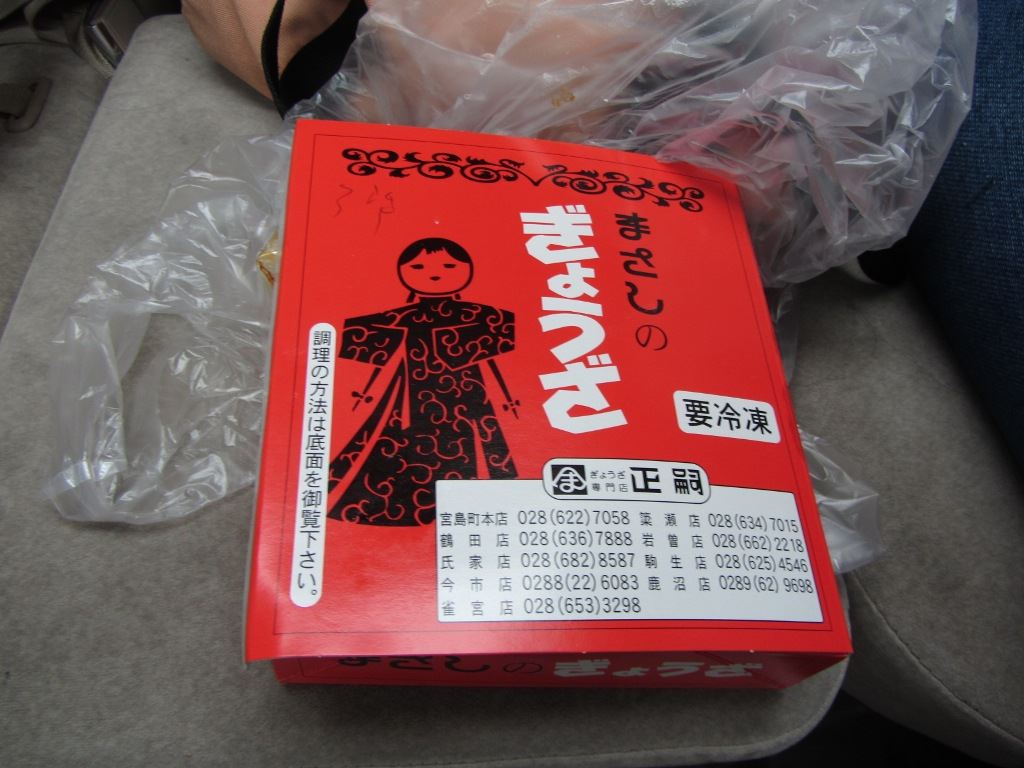 まさしの
ぎょうざ
要冷凍
調理の方法は底面を御覧下さい。
ぎょうざ
専門店
正嗣
宮島町本店 028(622)7058 簗瀬店 028(634)7015
鶴田店 028(636)7888 岩曽店 028(662)2218
氏家店 028(682)8587 駒生店 028(625)4546
今市店 0288(22)6083 鹿沼店 0289(62)9698
雀宮店 028(653)3298
まさしのぎょうざ